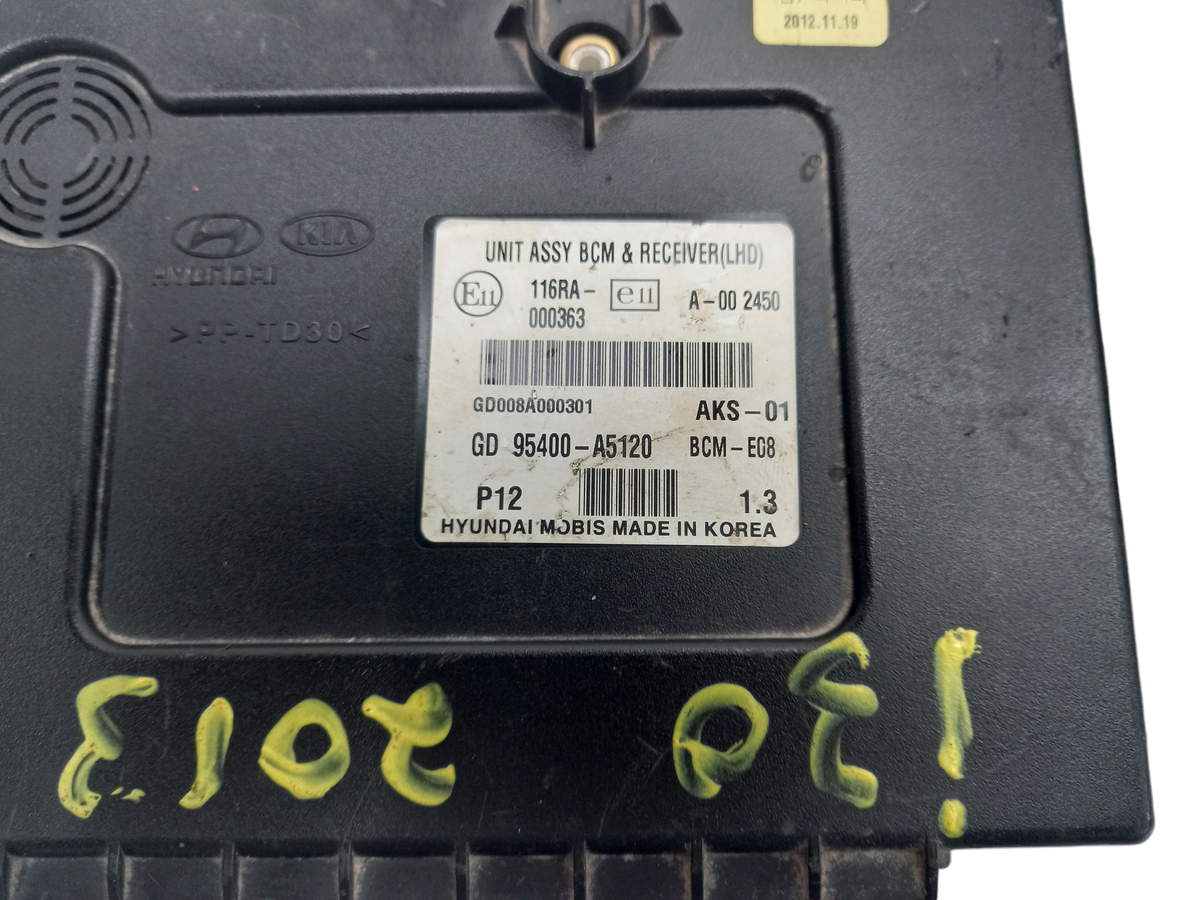 2012.11.19
KIA
HYUNDAI
>PP-TD30<
UNIT ASSY BCM & RECEIVER(LHD)
E11 116RA- e11 A-00 2450
000363
GD008A000301 AKS-01
GD 95400-A5120 BCM-E08
P12 1.3
HYUNDAI MOBIS MADE IN KOREA
i30 2013